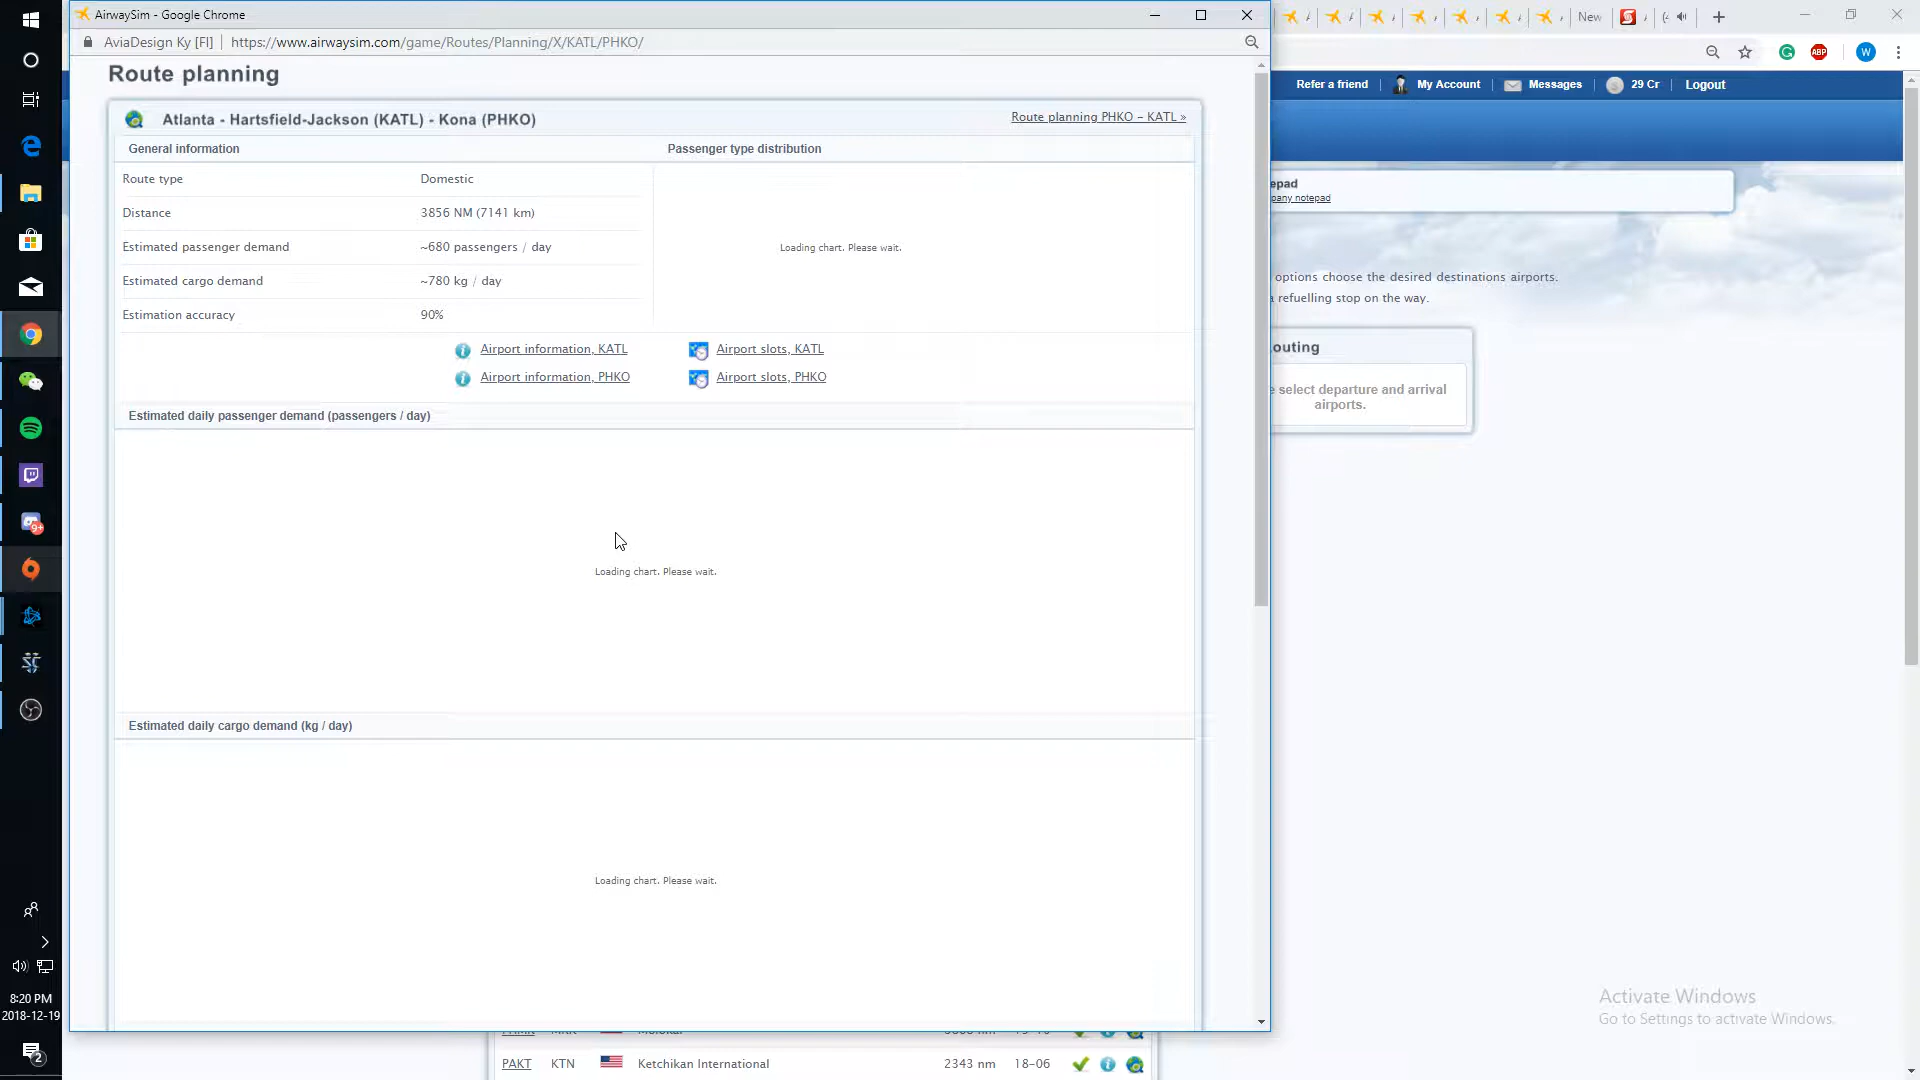 AirwaySim - Google Chrome
AviaDesign Ky [FI] https://www.airwaysim.com/game/Routes/Planning/X/KATL/PHKO/
New
Refer a friend My Account Messages 29 Cr Logout
Route planning
Atlanta - Hartsfield-Jackson (KATL) - Kona (PHKO)
Route planning PHKO - KATL »
General information
Passenger type distribution
Route type Domestic
Distance 3856 NM (7141 km)
Estimated passenger demand ~680 passengers / day
Estimated cargo demand ~780 kg / day
Estimation accuracy 90%
Loading chart. Please wait.
Airport information, KATL Airport slots, KATL
Airport information, PHKO Airport slots, PHKO
Estimated daily passenger demand (passengers / day)
Loading chart. Please wait.
Estimated daily cargo demand (kg / day)
Loading chart. Please wait.
epad
pany notepad
options choose the desired destinations airports.
a refuelling stop on the way.
outing
e select departure and arrival
airports.
PAKT KTN Ketchikan International 2343 nm 18-06
Activate Windows
Go to Settings to activate Windows.
ABP
W
9+
8:20 PM
2018-12-19
2